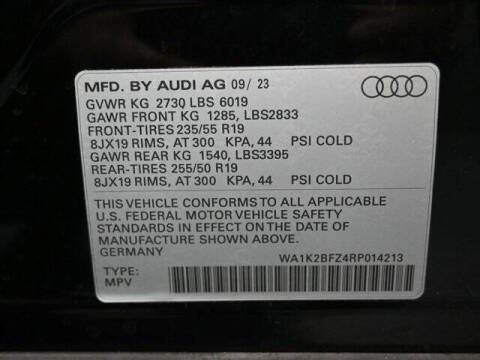 MFD. BY AUDI AG 09/ 23
GVWR KG 2730 LBS 6019
GAWR FRONT KG 1285, LBS2833
FRONT-TIRES 235/55 R19
8JX19 RIMS, AT 300 KPA, 44 PSI COLD
GAWR REAR KG 1540, LBS3395
REAR-TIRES 255/50 R19
8JX19 RIMS, AT 300 KPA, 44 PSI COLD
THIS VEHICLE CONFORMS TO ALL APPLICABLE
U.S. FEDERAL MOTOR VEHICLE SAFETY
STANDARDS IN EFFECT ON THE DATE OF
MANUFACTURE SHOWN ABOVE.
GERMANY WA1K2BFZ4RP014213
TYPE:
MPV